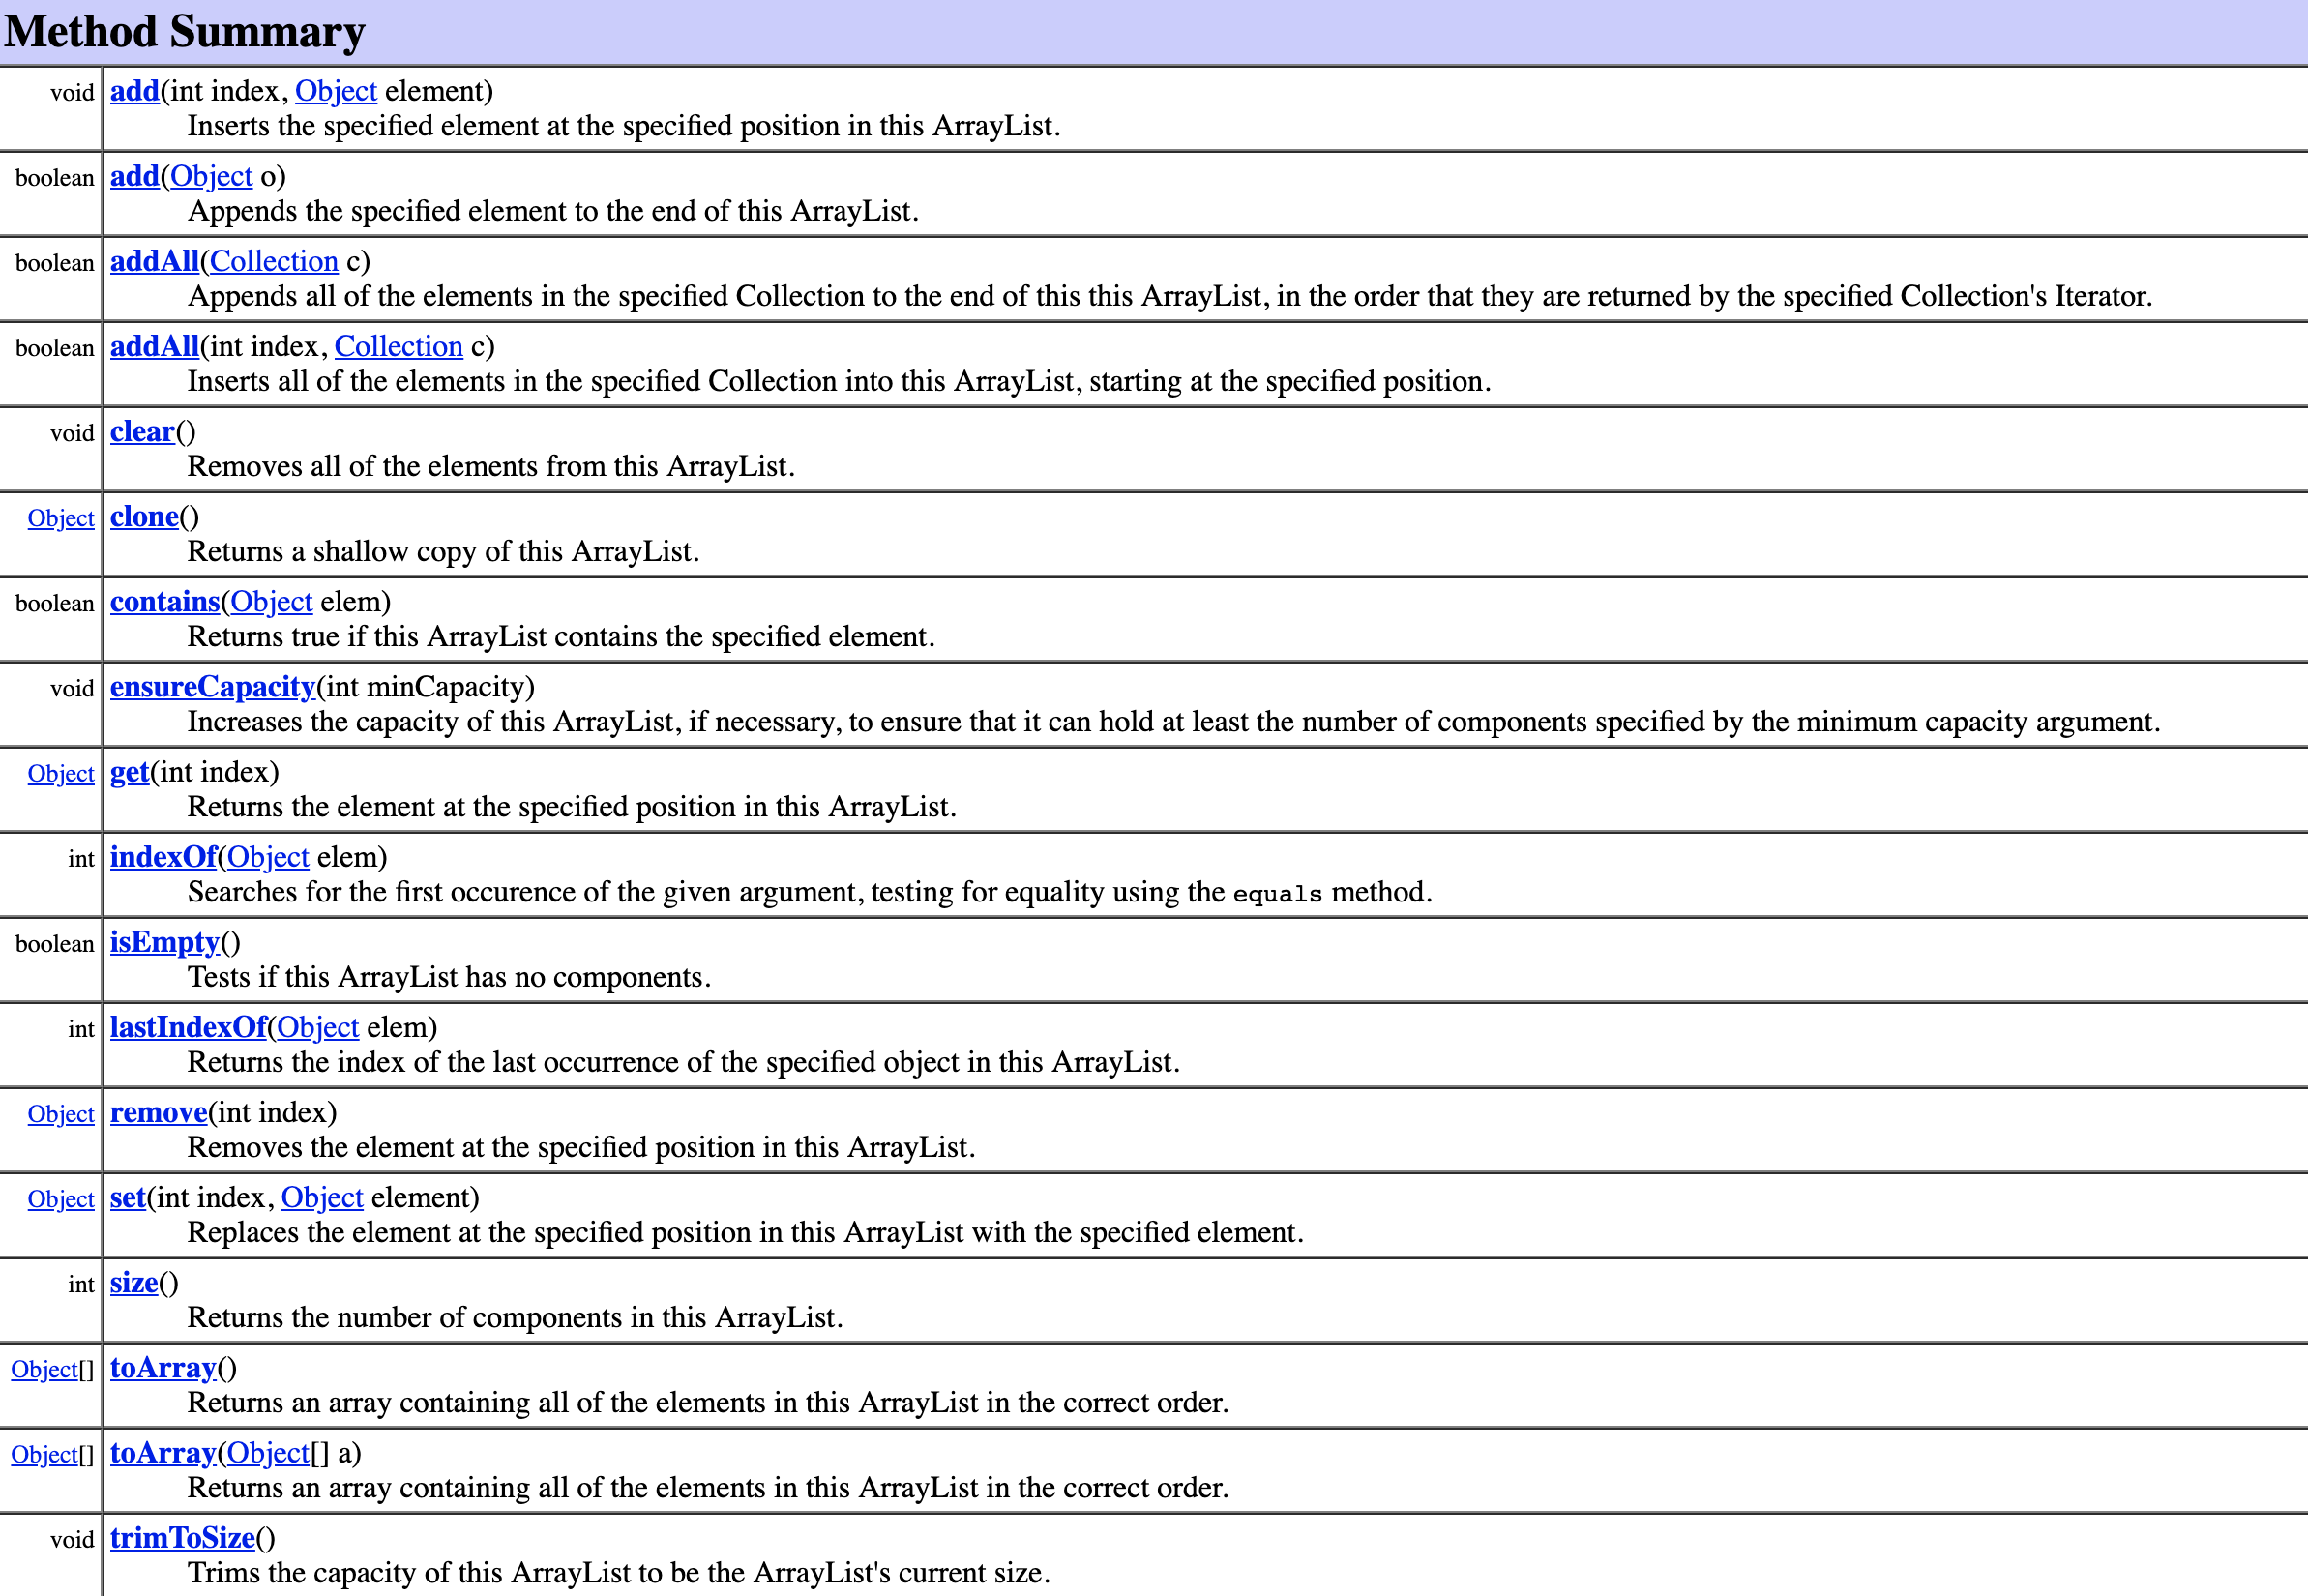 Method Summary
void add(int index, Object element)
Inserts the specified element at the specified position in this ArrayList.
boolean add(Object o)
Appends the specified element to the end of this ArrayList.
boolean addAll(Collection c)
Appends all of the elements in the specified Collection to the end of this this ArrayList, in the order that they are returned by the specified Collection's Iterator.
boolean addAll(int index, Collection c)
Inserts all of the elements in the specified Collection into this ArrayList, starting at the specified position.
void clear()
Removes all of the elements from this ArrayList.
Object clone()
Returns a shallow copy of this ArrayList.
boolean contains(Object elem)
Returns true if this ArrayList contains the specified element.
void ensureCapacity(int minCapacity)
Increases the capacity of this ArrayList, if necessary, to ensure that it can hold at least the number of components specified by the minimum capacity argument.
Object get(int index)
Returns the element at the specified position in this ArrayList.
int indexOf(Object elem)
Searches for the first occurence of the given argument, testing for equality using the equals method.
boolean isEmpty()
Tests if this ArrayList has no components.
int lastIndexOf(Object elem)
Returns the index of the last occurrence of the specified object in this ArrayList.
Object remove(int index)
Removes the element at the specified position in this ArrayList.
Object set(int index, Object element)
Replaces the element at the specified position in this ArrayList with the specified element.
int size()
Returns the number of components in this ArrayList.
Object[] toArray()
Returns an array containing all of the elements in this ArrayList in the correct order.
Object[] toArray(Object[] a)
Returns an array containing all of the elements in this ArrayList in the correct order.
void trimToSize()
Trims the capacity of this ArrayList to be the ArrayList's current size.